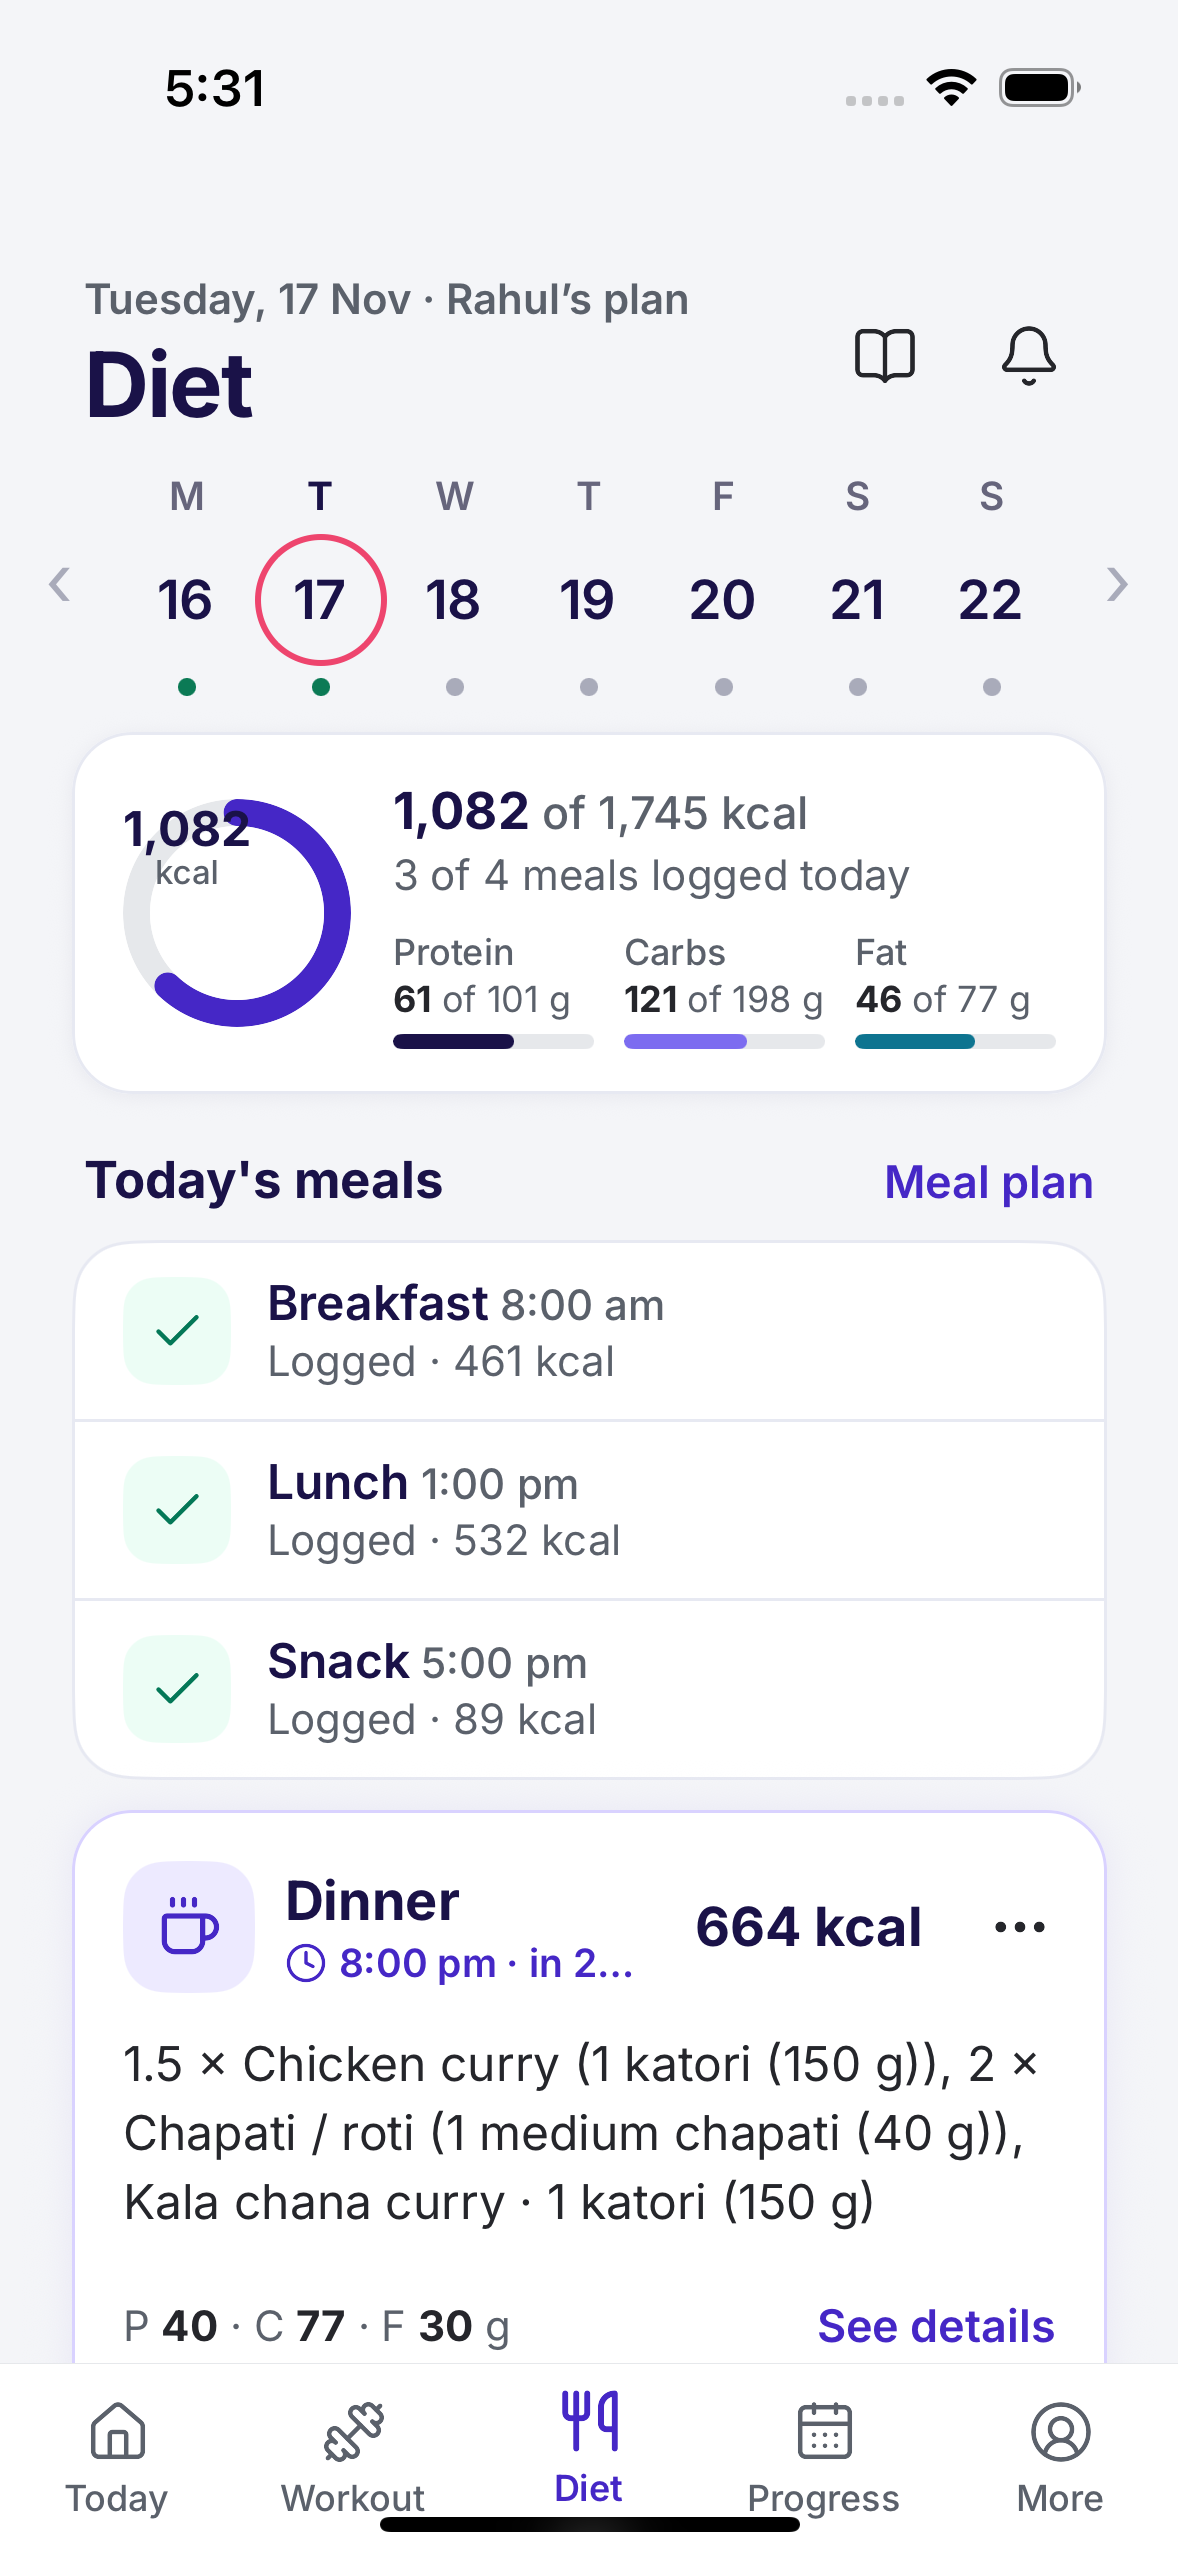 5:31
Tuesday, 17 Nov · Rahul’s plan
Diet
M T W T F S S
‹ 16 17 18 19 20 21 22 ›
1,082
kcal
1,082 of 1,745 kcal
3 of 4 meals logged today
Protein Carbs Fat
61 of 101 g 121 of 198 g 46 of 77 g
Today's meals Meal plan
Breakfast 8:00 am
Logged · 461 kcal
Lunch 1:00 pm
Logged · 532 kcal
Snack 5:00 pm
Logged · 89 kcal
Dinner 664 kcal
8:00 pm · in 2...
1.5 × Chicken curry (1 katori (150 g)), 2 ×
Chapati / roti (1 medium chapati (40 g)),
Kala chana curry · 1 katori (150 g)
P 40 · C 77 · F 30 g See details
Today Workout Diet Progress More